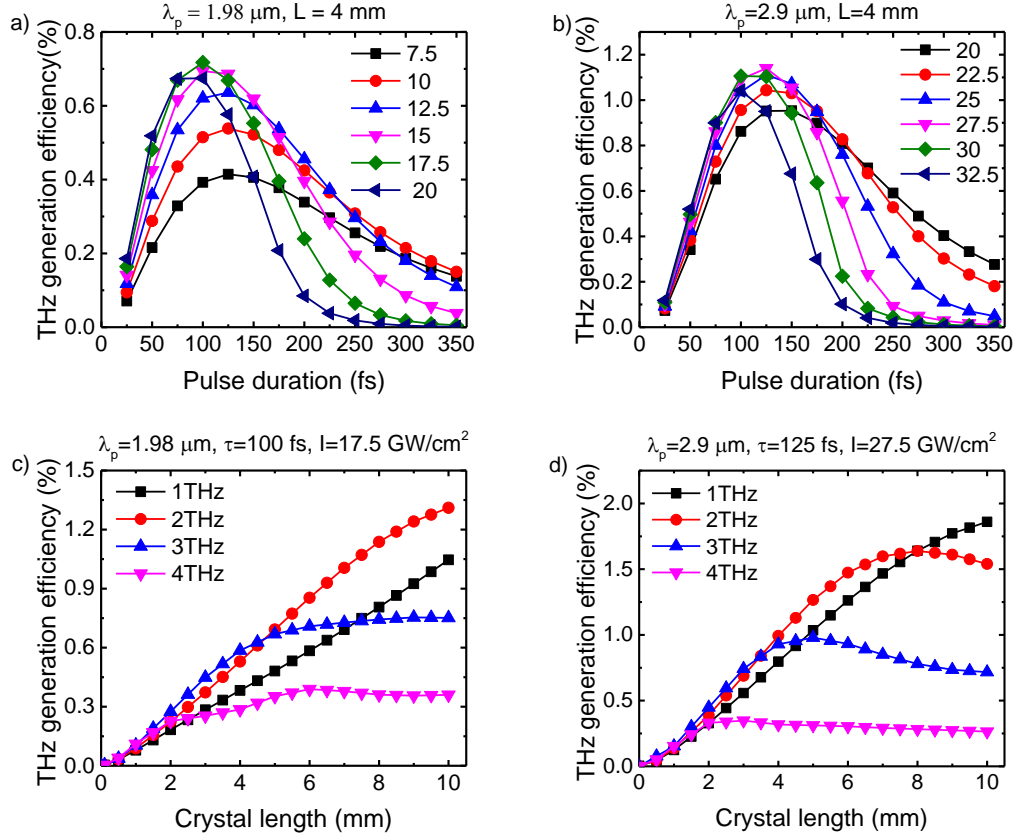 a)
λp = 1.98 μm, L = 4 mm
THz generation efficiency(%)
0.8
0.6
0.4
0.2
0.0
7.5
10
12.5
15
17.5
20
0 50 100 150 200 250 300 350
Pulse duration (fs)
b)
λp=2.9 μm, L=4 mm
THz generation efficiency (%)
1.2
1.0
0.8
0.6
0.4
0.2
0.0
20
22.5
25
27.5
30
32.5
0 50 100 150 200 250 300 350
Pulse duration (fs)
c)
λp=1.98 μm, τ=100 fs, I=17.5 GW/cm²
THz generation efficiency (%)
1.5
1.2
0.9
0.6
0.3
0.0
1THz
2THz
3THz
4THz
0 2 4 6 8 10
Crystal length (mm)
d)
λp=2.9 μm, τ=125 fs, I=27.5 GW/cm²
THz generation efficiency (%)
2.0
1.5
1.0
0.5
0.0
1THz
2THz
3THz
4THz
0 2 4 6 8 10
Crystal length (mm)